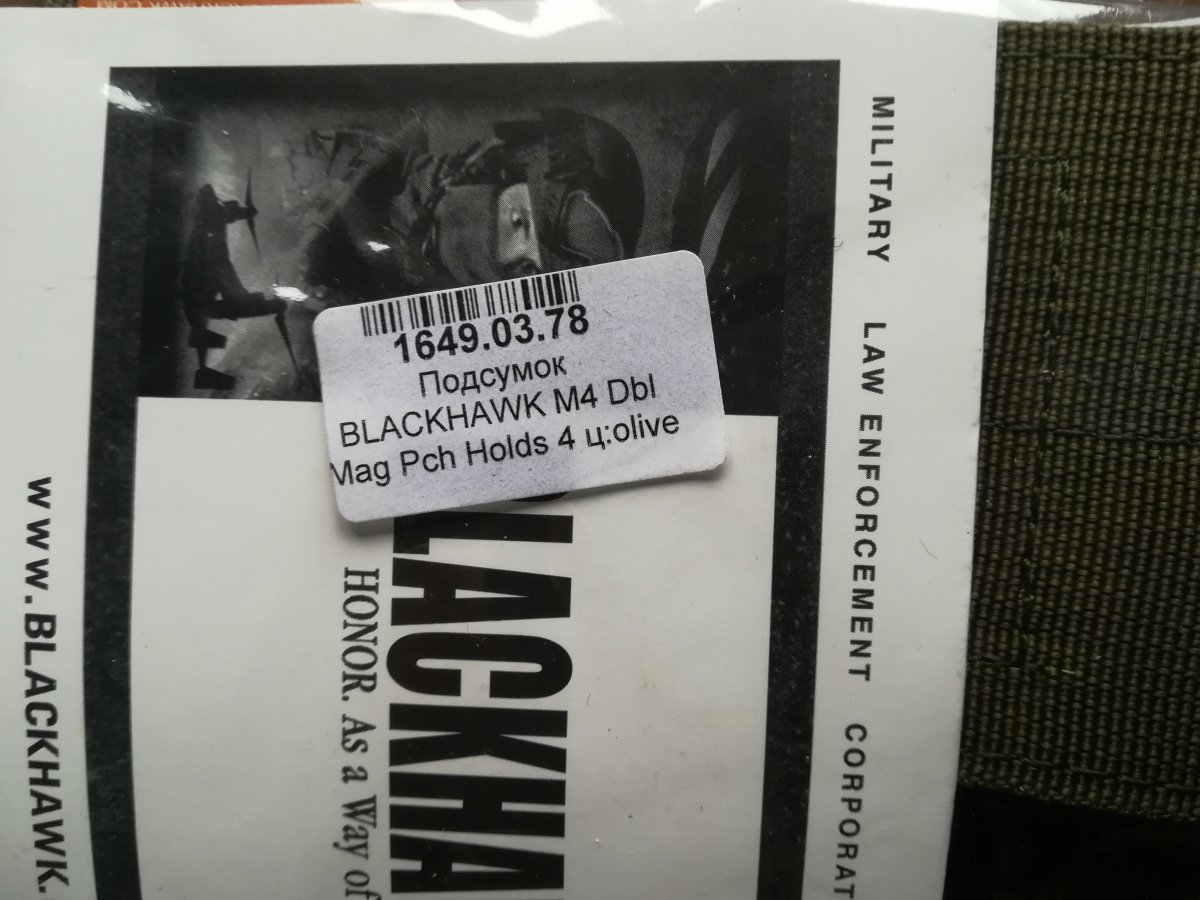 1649.03.78
Подсумок
BLACKHAWK M4 Dbl
Mag Pch Holds 4 ц:olive
MILITARY LAW ENFORCEMENT CORPORAT
LACKHA
HONOR. As a Way of
www.BLACKHAWK.